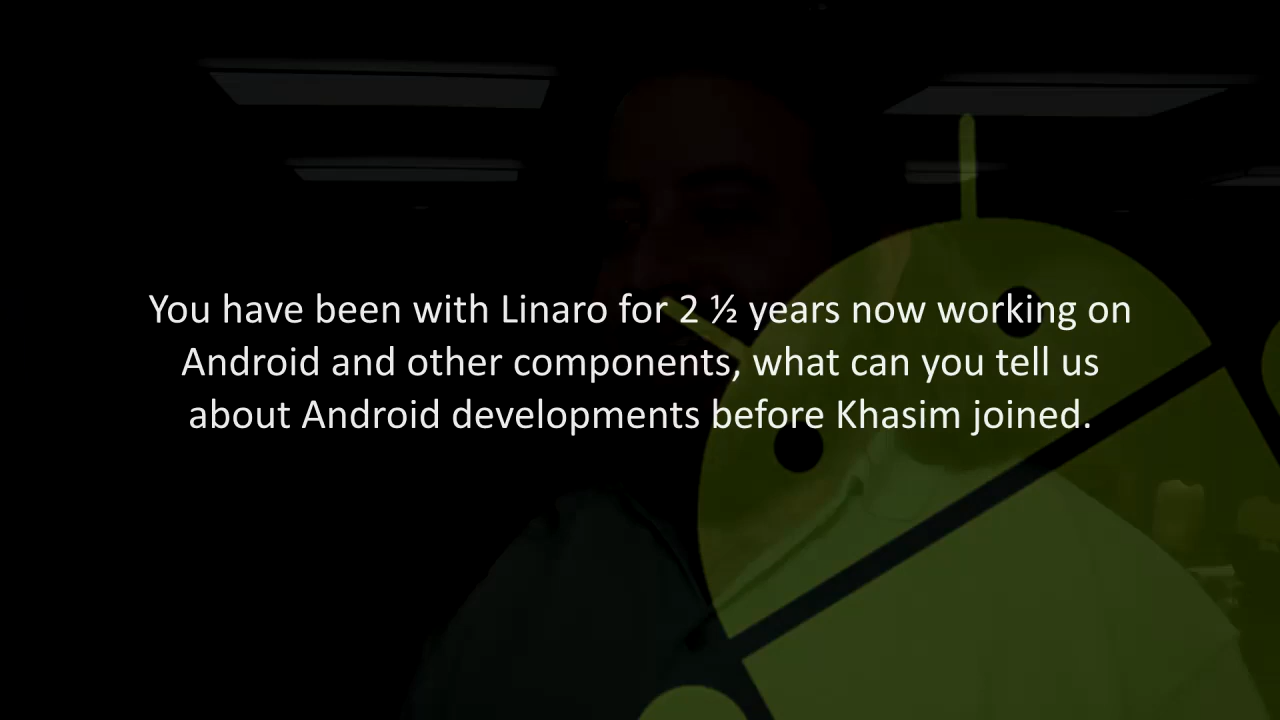 You have been with Linaro for 2 ½ years now working on
Android and other components, what can you tell us
about Android developments before Khasim joined.